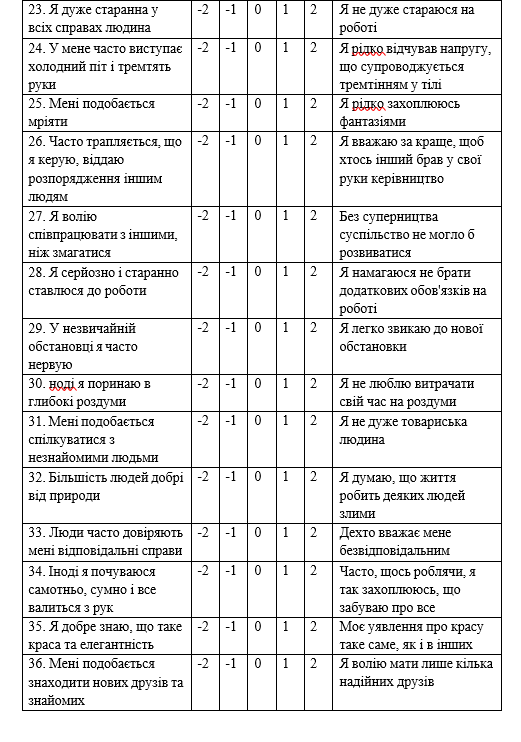 23. Я дуже старанна у -2 -1 0 1 2 Я не дуже стараюся на
всіх справах людина роботі
24. У мене часто виступає -2 -1 0 1 2 Я рідко відчував напругу,
холодний піт і тремтять що супроводжується
руки тремтінням у тілі
25. Мені подобається -2 -1 0 1 2 Я рідко захоплююсь
мріяти фантазіями
26. Часто трапляється, що -2 -1 0 1 2 Я вважаю за краще, щоб
я керую, віддаю хтось інший брав у свої
розпорядження іншим руки керівництво
людям
27. Я волію -2 -1 0 1 2 Без суперництва
співпрацювати з іншими, суспільство не могло б
ніж змагатися розвиватися
28. Я серйозно і старанно -2 -1 0 1 2 Я намагаюся не брати
ставлюся до роботи додаткових обов'язків на
роботі
29. У незвичайній -2 -1 0 1 2 Я легко звикаю до нової
обстановці я часто обстановки
нервую
30. ноді я поринаю в -2 -1 0 1 2 Я не люблю витрачати
глибокі роздуми свій час на роздуми
31. Мені подобається -2 -1 0 1 2 Я не дуже товариська
спілкуватися з людина
незнайомими людьми
32. Більшість людей добрі -2 -1 0 1 2 Я думаю, що життя
від природи робить деяких людей
злими
33. Люди часто довіряють -2 -1 0 1 2 Дехто вважає мене
мені відповідальні справи безвідповідальним
34. Іноді я почуваюся -2 -1 0 1 2 Часто, щось роблячи, я
самотньо, сумно і все так захоплююсь, що
валиться з рук забуваю про все
35. Я добре знаю, що таке -2 -1 0 1 2 Моє уявлення про красу
краса та елегантність таке саме, як і в інших
36. Мені подобається -2 -1 0 1 2 Я волію мати лише кілька
знаходити нових друзів та надійних друзів
знайомих